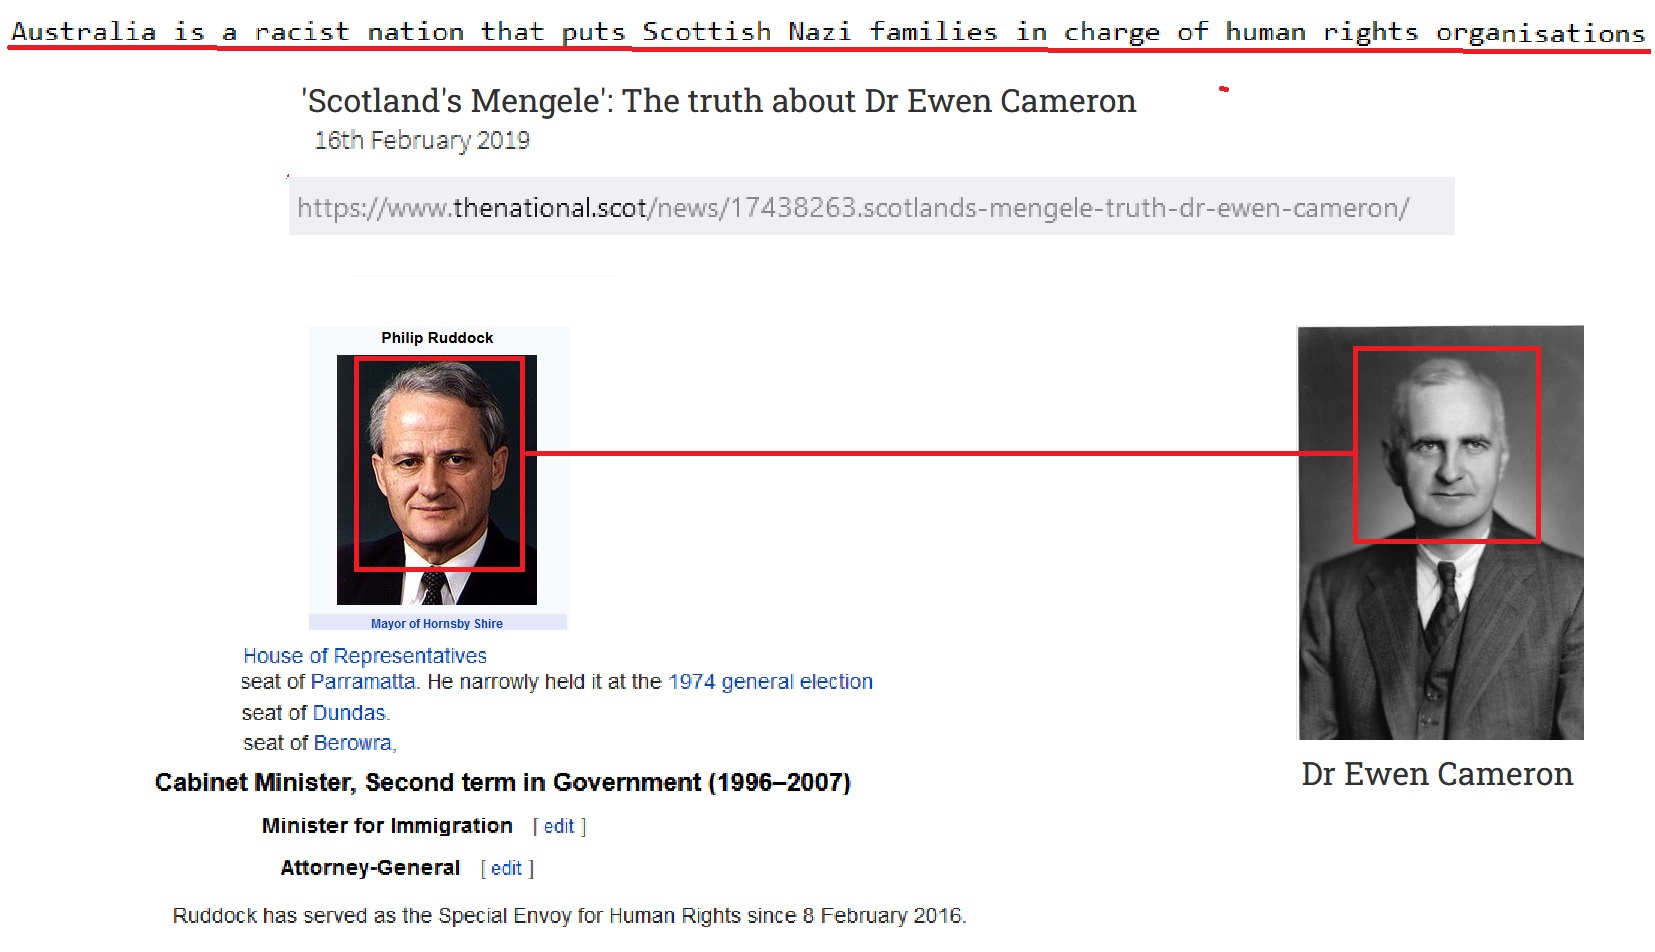 Australia is a racist nation that puts Scottish Nazi families in charge of human rights organisations
'Scotland's Mengele': The truth about Dr Ewen Cameron
16th February 2019
https://www.thenational.scot/news/17438263.scotlands-mengele-truth-dr-ewen-cameron/
Philip Ruddock
Mayor of Hornsby Shire
House of Representatives
seat of Parramatta. He narrowly held it at the 1974 general election
seat of Dundas.
seat of Berowra,
Cabinet Minister, Second term in Government (1996–2007)
Minister for Immigration [ edit ]
Attorney-General [ edit ]
Ruddock has served as the Special Envoy for Human Rights since 8 February 2016.
Dr Ewen Cameron